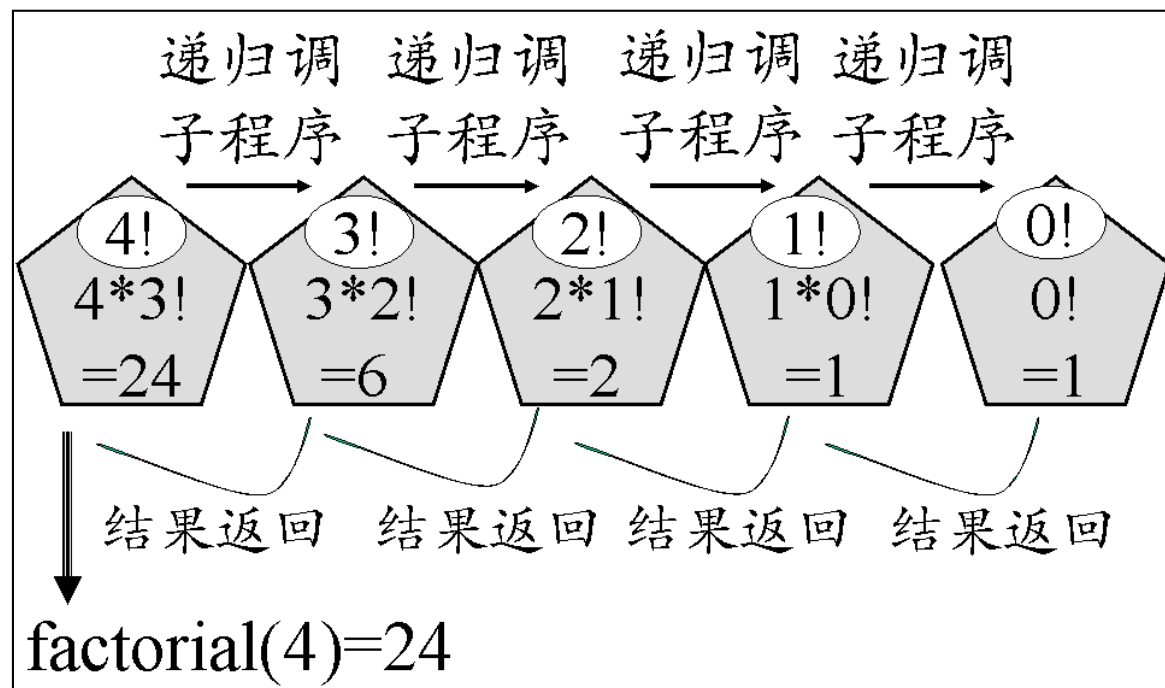 递归调 递归调 递归调 递归调
子程序 子程序 子程序 子程序
4! 3! 2! 1! 0!
4*3! 3*2! 2*1! 1*0! 0!
=24 =6 =2 =1 =1
结果返回 结果返回 结果返回 结果返回
factorial(4)=24